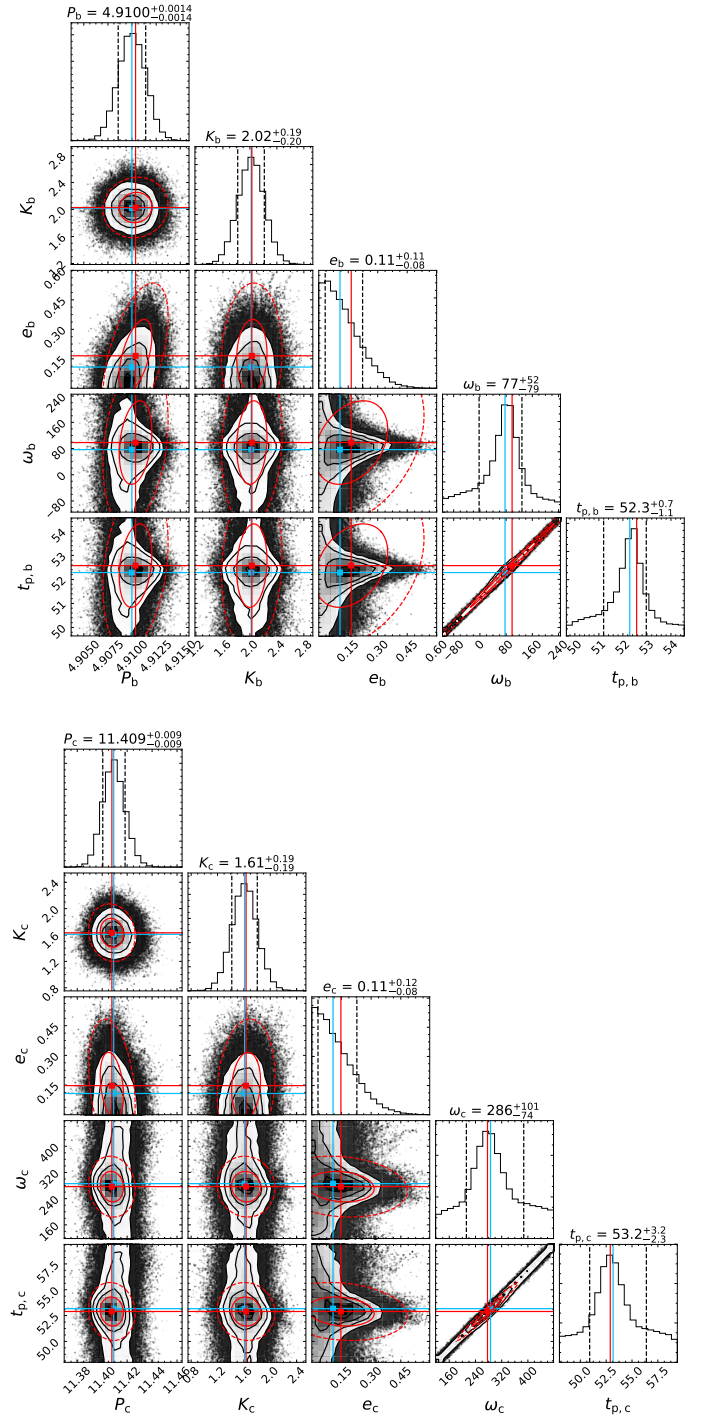 P_b = 4.9100^{+0.0014}_{-0.0014}
K_b = 2.02^{+0.19}_{-0.20}
2.8
2.4
2.0
1.6
1.2
K_b
e_b = 0.11^{+0.11}_{-0.08}
0.60
0.45
0.30
0.15
e_b
ω_b = 77^{+52}_{-79}
240
160
80
0
−80
ω_b
t_{p, b} = 52.3^{+0.7}_{-1.1}
54
53
52
51
50
t_{p, b}
4.9050 4.9075 4.9100 4.9125 4.9150
1.2 1.6 2.0 2.4 2.8
0.15 0.30 0.45 0.60
−80 0 80 160 240
50 51 52 53 54
P_b K_b e_b ω_b t_{p, b}
P_c = 11.409^{+0.009}_{-0.009}
K_c = 1.61^{+0.19}_{-0.19}
2.4
2.0
1.6
1.2
0.8
K_c
e_c = 0.11^{+0.12}_{-0.08}
0.45
0.30
0.15
e_c
ω_c = 286^{+101}_{-74}
400
320
240
160
ω_c
t_{p, c} = 53.2^{+3.2}_{-2.3}
57.5
55.0
52.5
50.0
t_{p, c}
11.38 11.40 11.42 11.44 11.46
0.8 1.2 1.6 2.0 2.4
0.15 0.30 0.45
160 240 320 400
50.0 52.5 55.0 57.5
P_c K_c e_c ω_c t_{p, c}